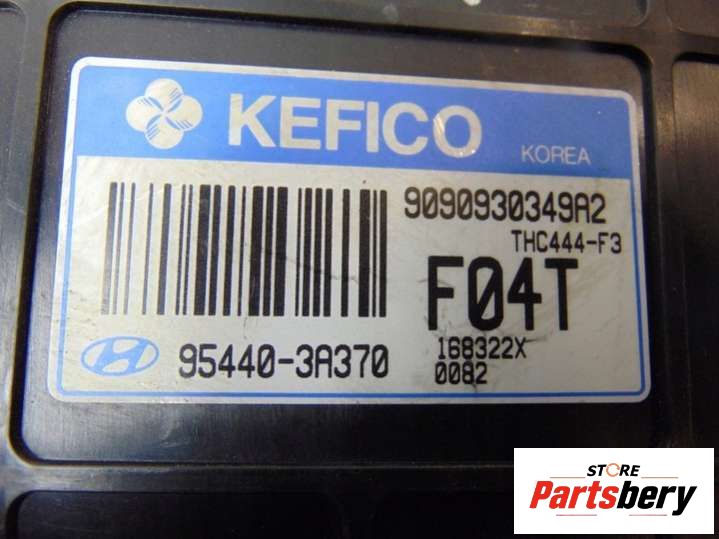 KEFICO
KOREA
9090930349A2
THC444-F3
F04T
95440-3A370
168322X
0082
STORE
Partsbery